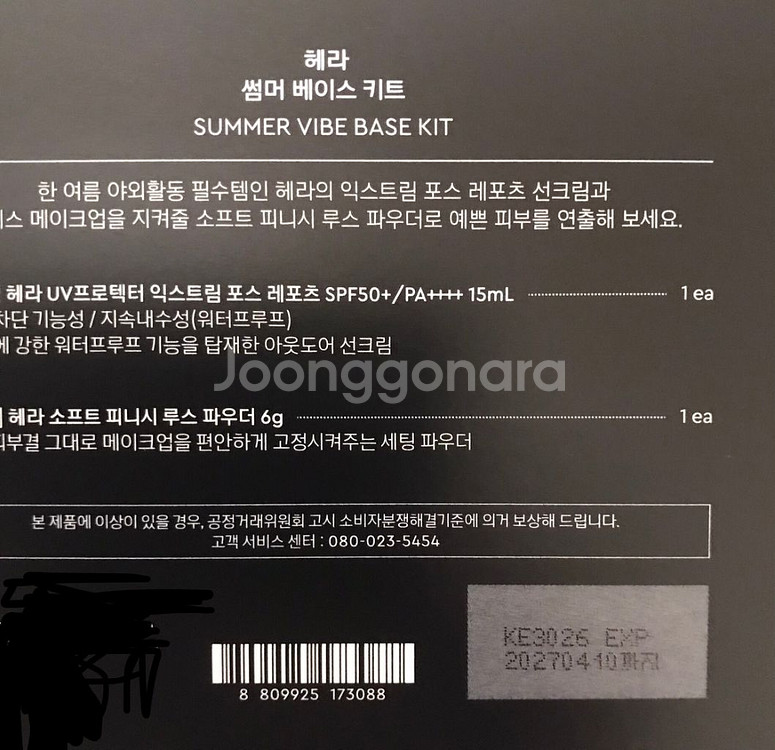 헤라
썸머 베이스 키트
SUMMER VIBE BASE KIT
한 여름 야외활동 필수템인 헤라의 익스트림 포스 레포츠 선크림과
메이크업을 지켜줄 소프트 피니시 루스 파우더로 예쁜 피부를 연출해 보세요.
헤라 UV프로텍터 익스트림 포스 레포츠 SPF50+/PA++++ 15mL 1 ea
차단 기능성 / 지속내수성(워터프루프)
에 강한 워터프루프 기능을 탑재한 아웃도어 선크림
Joonggonara
헤라 소프트 피니시 루스 파우더 6g 1 ea
피부결 그대로 메이크업을 편안하게 고정시켜주는 세팅 파우더
본 제품에 이상이 있을 경우, 공정거래위원회 고시 소비자분쟁해결기준에 의거 보상해 드립니다.
고객 서비스 센터 : 080-023-5454
KE3026 EXP
20270410까지
8 809925 173088